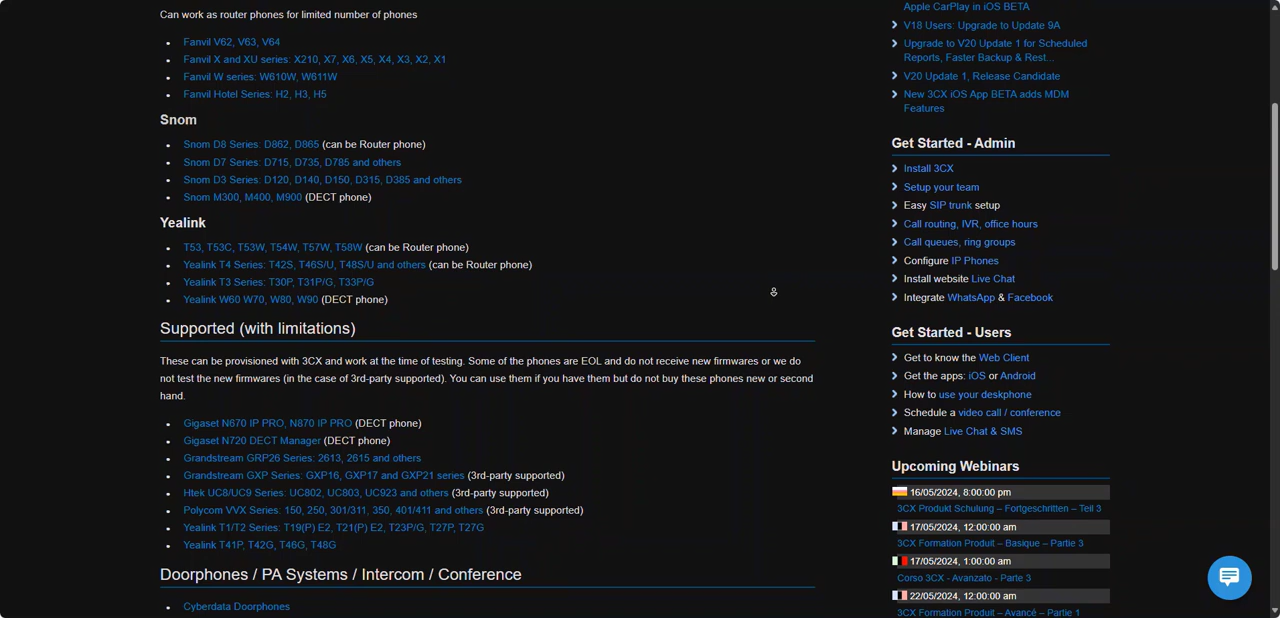 Can work as router phones for limited number of phones
Fanvil V62, V63, V64
Fanvil X and XU series: X210, X7, X6, X5, X4, X3, X2, X1
Fanvil W series: W610W, W611W
Fanvil Hotel Series: H2, H3, H5
Snom
Snom D8 Series: D862, D865 (can be Router phone)
Snom D7 Series: D715, D735, D785 and others
Snom D3 Series: D120, D140, D150, D315, D385 and others
Snom M300, M400, M900 (DECT phone)
Yealink
T53, T53C, T53W, T54W, T57W, T58W (can be Router phone)
Yealink T4 Series: T42S, T46S/U, T48S/U and others (can be Router phone)
Yealink T3 Series: T30P, T31P/G, T33P/G
Yealink W60 W70, W80, W90 (DECT phone)
Supported (with limitations)
These can be provisioned with 3CX and work at the time of testing. Some of the phones are EOL and do not receive new firmwares or we do
not test the new firmwares (in the case of 3rd-party supported). You can use them if you have them but do not buy these phones new or second
hand.
Gigaset N670 IP PRO, N870 IP PRO (DECT phone)
Gigaset N720 DECT Manager (DECT phone)
Grandstream GRP26 Series: 2613, 2615 and others
Grandstream GXP Series: GXP16, GXP17 and GXP21 series (3rd-party supported)
Htek UC8/UC9 Series: UC802, UC803, UC923 and others (3rd-party supported)
Polycom VVX Series: 150, 250, 301/311, 350, 401/411 and others (3rd-party supported)
Yealink T1/T2 Series: T19(P) E2, T21(P) E2, T23P/G, T27P, T27G
Yealink T41P, T42G, T46G, T48G
Doorphones / PA Systems / Intercom / Conference
Cyberdata Doorphones
Apple CarPlay in iOS BETA
V18 Users: Upgrade to Update 9A
Upgrade to V20 Update 1 for Scheduled
Reports, Faster Backup & Rest...
V20 Update 1, Release Candidate
New 3CX iOS App BETA adds MDM
Features
Get Started - Admin
Install 3CX
Setup your team
Easy SIP trunk setup
Call routing, IVR, office hours
Call queues, ring groups
Configure IP Phones
Install website Live Chat
Integrate WhatsApp & Facebook
Get Started - Users
Get to know the Web Client
Get the apps: iOS or Android
How to use your deskphone
Schedule a video call / conference
Manage Live Chat & SMS
Upcoming Webinars
16/05/2024, 8:00:00 pm
3CX Produkt Schulung – Fortgeschritten – Teil 3
17/05/2024, 12:00:00 am
3CX Formation Produit – Basique – Partie 3
17/05/2024, 1:00:00 am
Corso 3CX - Avanzato - Parte 3
22/05/2024, 12:00:00 am
3CX Formation Produit – Avancé – Partie 1